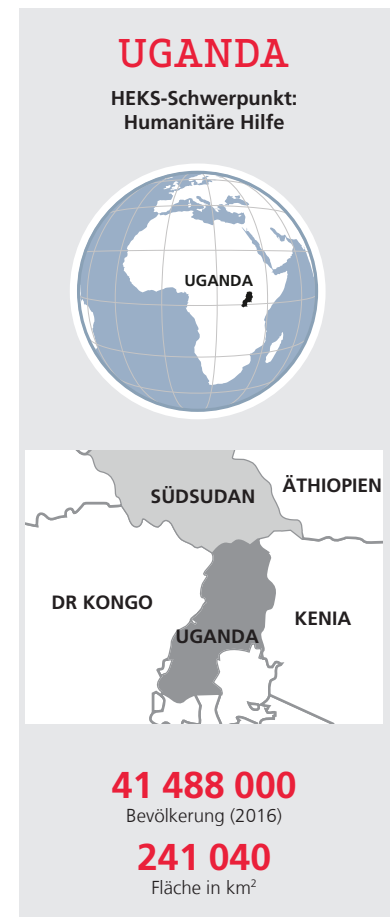 UGANDA
HEKS-Schwerpunkt:
Humanitäre Hilfe
UGANDA
SÜDSUDAN
ÄTHIOPIEN
DR KONGO
KENIA
UGANDA
41 488 000
Bevölkerung (2016)
241 040
Fläche in km²